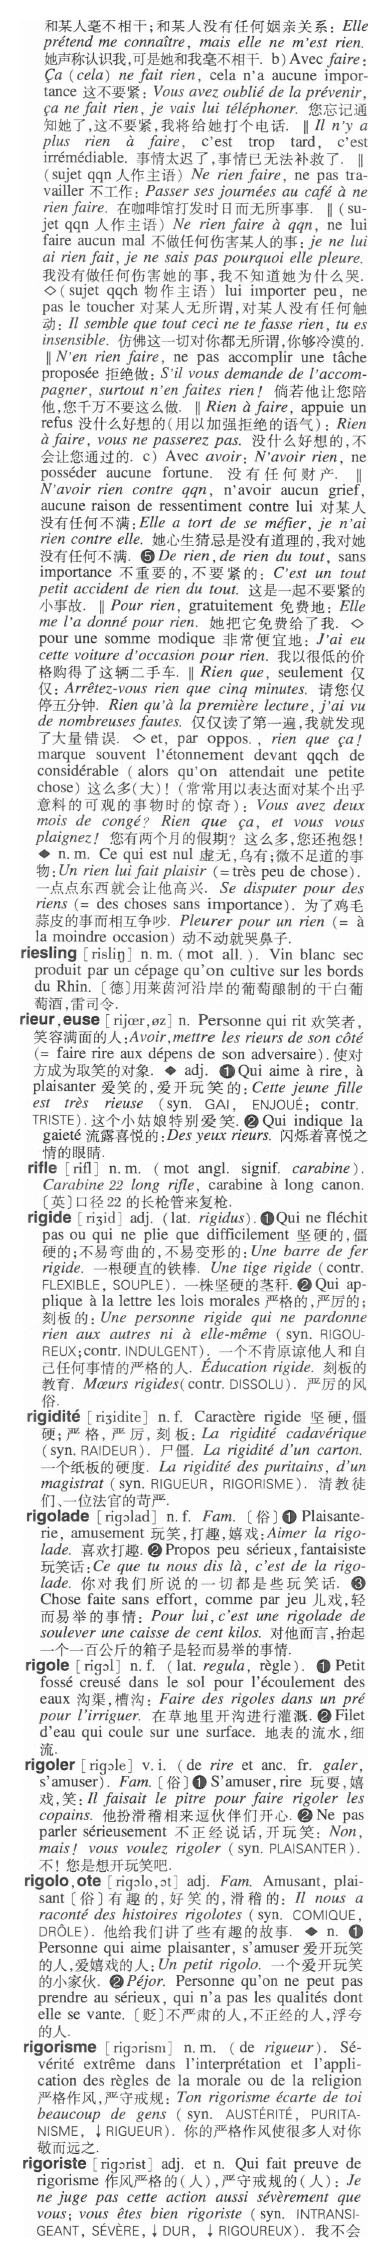 和某人毫不相干;和某人没有任何姻亲关系: Elle
prétend me connaître, mais elle ne m'est rien.
她声称认识我,可是她和我毫不相干. b) Avec faire:
Ça (cela) ne fait rien, cela n'a aucune impor-
tance 这不要紧: Vous avez oublié de la prévenir,
ça ne fait rien, je vais lui téléphoner. 您忘记通
知她了,这不要紧,我将给她打个电话. ‖ Il n'y a
plus rien à faire, c'est trop tard, c'est
irrémédiable. 事情太迟了,事情已无法补救了. ‖
(sujet qqn 人作主语) Ne rien faire, ne pas tra-
vailler 不工作: Passer ses journées au café à ne
rien faire. 在咖啡馆打发时日而无所事事. ‖ (su-
jet qqn 人作主语) Ne rien faire à qqn, ne lui
faire aucun mal 不做任何伤害某人的事: je ne lui
ai rien fait, je ne sais pas pourquoi elle pleure.
我没有做任何伤害她的事,我不知道她为什么哭.
◇(sujet qqch 物作主语) lui importer peu, ne
pas le toucher 对某人无所谓,对某人没有任何触
动: Il semble que tout ceci ne te fasse rien, tu es
insensible. 仿佛这一切对你都无所谓,你够冷漠的.
‖ N'en rien faire, ne pas accomplir une tâche
proposée 拒绝做: S'il vous demande de l'accom-
pagner, surtout n'en faites rien! 倘若他让您陪
他,您千万不要这么做. ‖ Rien à faire, appuie un
refus 没什么好想的(用以加强拒绝的语气): Rien
à faire, vous ne passerez pas. 没什么好想的,不
会让您通过的. c) Avec avoir: N'avoir rien, ne
posséder aucune fortune. 没有任何财产. ‖
N'avoir rien contre qqn, n'avoir aucun grief,
aucune raison de ressentiment contre lui 对某人
没有任何不满: Elle a tort de se méfier, je n'ai
rien contre elle. 她心生猜忌是没有道理的,我对她
没有任何不满. ❺ De rien, de rien du tout, sans
importance 不重要的,不要紧的: C'est un tout
petit accident de rien du tout. 这是一起不要紧的
小事故. ‖ Pour rien, gratuitement 免费地: Elle
me l'a donné pour rien. 她把它免费给了我. ◇
pour une somme modique 非常便宜地: J'ai eu
cette voiture d'occasion pour rien. 我以很低的价
格购得了这辆二手车. ‖ Rien que, seulement 仅
仅: Arrêtez-vous rien que cinq minutes. 请您仅
停五分钟. Rien qu'à la première lecture, j'ai vu
de nombreuses fautes. 仅仅读了第一遍,我就发现
了大量错误. ◇ et, par oppos., rien que ça!
marque souvent l'étonnement devant qqch de
considérable (alors qu'on attendait une petite
chose) 这么多(大)! (常常用以表达面对某个出乎
意料的可观的事物时的惊奇): Vous avez deux
mois de congé? Rien que ça, et vous vous
plaignez! 您有两个月的假期? 这么多,您还抱怨!
◆ n. m. Ce qui est nul 虚无,乌有;微不足道的事
物: Un rien lui fait plaisir (= très peu de chose).
一点点东西就会让他高兴. Se disputer pour des
riens (= des choses sans importance). 为了鸡毛
蒜皮的事而相互争吵. Pleurer pour un rien (= à
la moindre occasion) 动不动就哭鼻子.
riesling [rislin] n. m. (mot all.). Vin blanc sec
produit par un cépage qu'on cultive sur les bords
du Rhin. [德]用莱茵河沿岸的葡萄酿制的干白葡
萄酒,雷司令.
rieur, euse [rijœr,øz] n. Personne qui rit 欢笑者,
笑容满面的人: Avoir, mettre les rieurs de son côté
(= faire rire aux dépens de son adversaire). 使对
方成为取笑的对象. ◆ adj. ❶ Qui aime à rire, à
plaisanter 爱笑的,爱开玩笑的: Cette jeune fille
est très rieuse (syn. GAI, ENJOUÉ; contr.
TRISTE). 这个小姑娘特别爱笑. ❷ Qui indique la
gaieté 流露喜悦的: Des yeux rieurs. 闪烁着喜悦之
情的眼睛.
rifle [rifl] n. m. (mot angl. signif. carabine).
Carabine 22 long rifle, carabine à long canon.
[英]口径 22 的长枪管来复枪.
rigide [riʒid] adj. (lat. rigidus). ❶Qui ne fléchit
pas ou qui ne plie que difficilement 坚硬的,僵
硬的;不易弯曲的,不易变形的: Une barre de fer
rigide. 一根硬直的铁棒. Une tige rigide (contr.
FLEXIBLE, SOUPLE). 一株坚硬的茎秆. ❷ Qui ap-
plique à la lettre les lois morales 严格的,严厉的;
刻板的: Une personne rigide qui ne pardonne
rien aux autres ni à elle-même (syn. RIGOU-
REUX; contr. INDULGENT). 一个不肯原谅他人和自
己任何事情的严格的人. Éducation rigide. 刻板的
教育. Mœurs rigides (contr. DISSOLU). 严厉的风
俗.
rigidité [riʒidite] n. f. Caractère rigide 坚硬,僵
硬;严格,严厉,刻板: La rigidité cadavérique
(syn. RAIDEUR). 尸僵. La rigidité d'un carton.
一个纸板的硬度. La rigidité des puritains, d'un
magistrat (syn. RIGUEUR, RIGORISME). 清教徒
们、一位法官的苛严.
rigolade [rigɔlad] n. f. Fam. [俗]❶ Plaisante-
rie, amusement 玩笑,打趣,嬉戏: Aimer la rigo-
lade. 喜欢打趣. ❷ Propos peu sérieux, fantaisiste
玩笑话: Ce que tu nous dis là, c'est de la rigo-
lade. 你对我们所说的一切都是些玩笑话. ❸
Chose faite sans effort, comme par jeu 儿戏,轻
而易举的事情: Pour lui, c'est une rigolade de
soulever une caisse de cent kilos. 对他而言,抬起
一个一百公斤的箱子是轻而易举的事情.
rigole [rigɔl] n. f. (lat. regula, règle). ❶ Petit
fossé creusé dans le sol pour l'écoulement des
eaux 沟渠,槽沟: Faire des rigoles dans un pré
pour l'irriguer. 在草地里开沟进行灌溉. ❷ Filet
d'eau qui coule sur une surface. 地表的流水,细
流.
rigoler [rigɔle] v. i. (de rire et anc. fr. galer,
s'amuser). Fam. [俗]❶ S'amuser, rire 玩耍,嬉
戏,笑: Il faisait le pitre pour faire rigoler les
copains. 他扮滑稽相来逗伙伴们开心. ❷ Ne pas
parler sérieusement 不正经说话,开玩笑: Non,
mais! vous voulez rigoler (syn. PLAISANTER).
不! 您是想开玩笑吧.
rigolo, ote [rigɔlo,ɔt] adj. Fam. Amusant, plai-
sant [俗]有趣的,好笑的,滑稽的: Il nous a
raconté des histoires rigolotes (syn. COMIQUE,
DRÔLE). 他给我们讲了些有趣的故事. ◆ n. ❶
Personne qui aime plaisanter, s'amuser 爱开玩笑
的人,爱嬉戏的人: Un petit rigolo. 一个爱开玩笑
的小家伙. ❷ Péjor. Personne qu'on ne peut pas
prendre au sérieux, qui n'a pas les qualités dont
elle se vante. [贬]不严肃的人,不正经的人,浮夸
的人.
rigorisme [rigɔrism] n. m. (de rigueur). Sé-
vérité extrême dans l'interprétation et l'appli-
cation des règles de la morale ou de la religion
严格作风,严守戒规: Ton rigorisme écarte de toi
beaucoup de gens (syn. AUSTÉRITÉ, PURITA-
NISME, ↓RIGUEUR). 你的严格作风使很多人对你
敬而远之.
rigoriste [rigɔrist] adj. et n. Qui fait preuve de
rigorisme 作风严格的(人),严守戒规的(人): Je
ne juge pas cette action aussi sévèrement que
vous; vous êtes bien rigoriste (syn. INTRANSI-
GEANT, SÉVÈRE, ↓DUR, ↓RIGOUREUX). 我不会